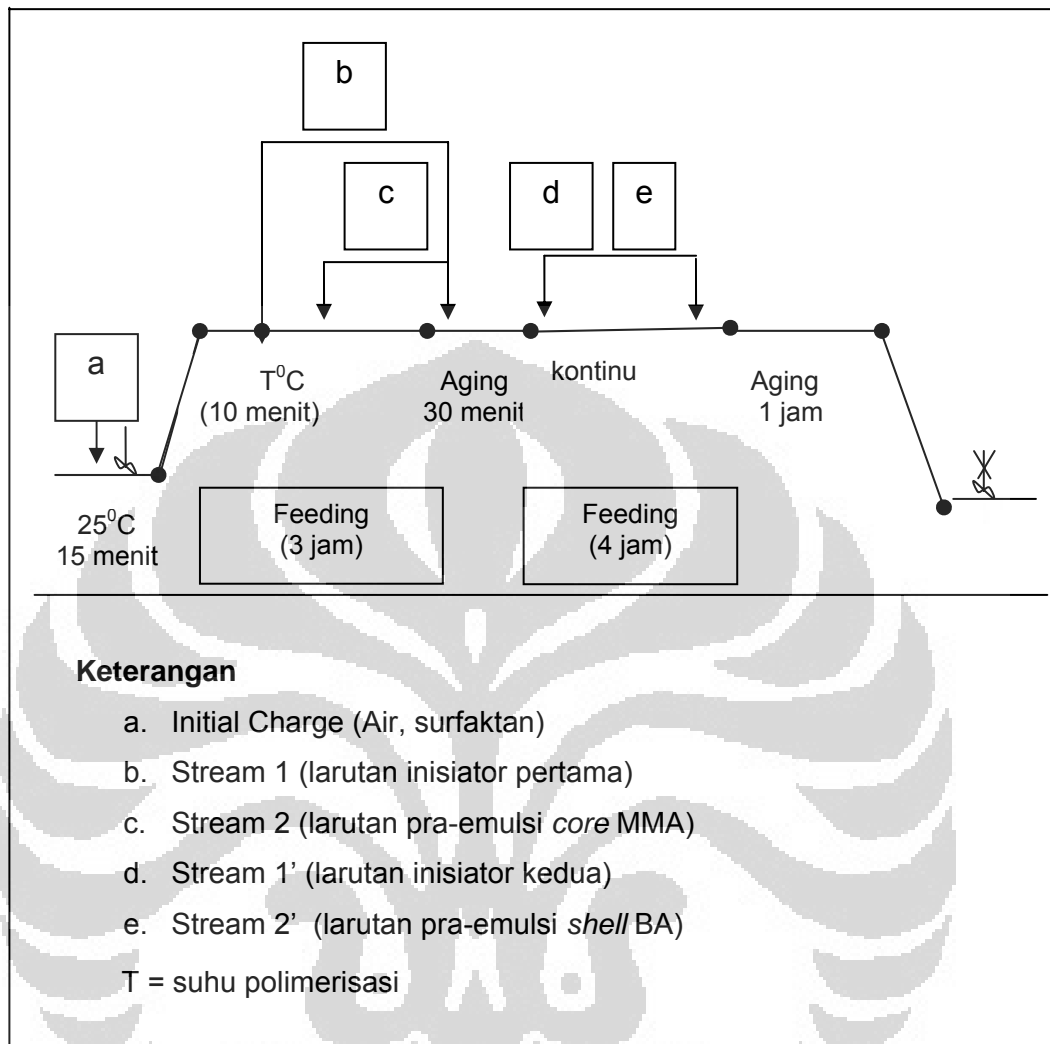 b
c
d
e
a
T⁰C
(10 menit)
Aging
30 menit
kontinu
Aging
1 jam
25⁰C
15 menit
Feeding
(3 jam)
Feeding
(4 jam)
Keterangan
a. Initial Charge (Air, surfaktan)
b. Stream 1 (larutan inisiator pertama)
c. Stream 2 (larutan pra-emulsi core MMA)
d. Stream 1’ (larutan inisiator kedua)
e. Stream 2’ (larutan pra-emulsi shell BA)
T = suhu polimerisasi